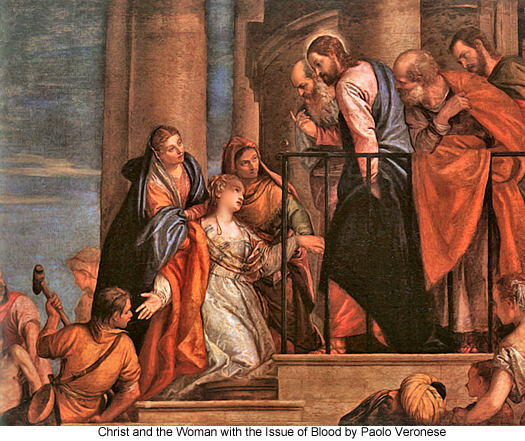 Christ and the Woman with the Issue of Blood by Paolo Veronese